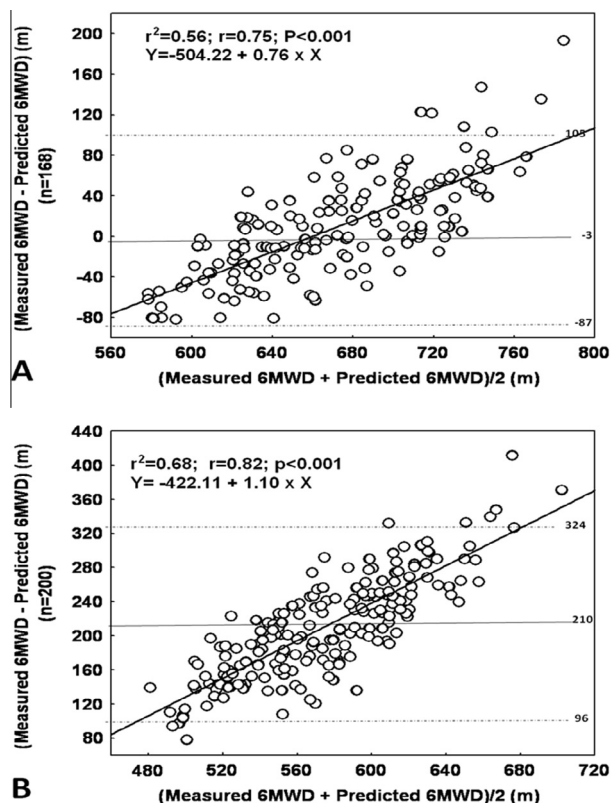 r²=0.56; r=0.75; P<0.001
Y=-504.22 + 0.76 x X
(Measured 6MWD - Predicted 6MWD) (m)
(n=168)
200
160
120
80
40
0
-40
-80
105
-3
-87
560 600 640 680 720 760 800
(Measured 6MWD + Predicted 6MWD)/2 (m)
A
r²=0.68; r=0.82; p<0.001
Y= -422.11 + 1.10 x X
(Measured 6MWD - Predicted 6MWD) (m)
(n=200)
440
400
360
320
280
240
200
160
120
80
324
210
96
480 520 560 600 640 680 720
(Measured 6MWD + Predicted 6MWD)/2 (m)
B